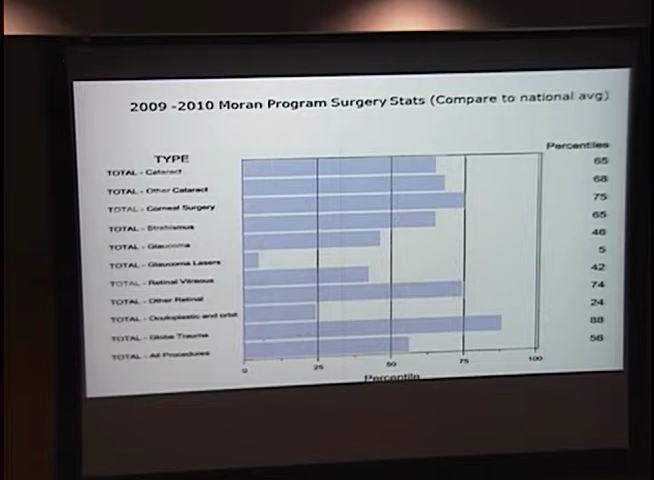 2009 -2010 Moran Program Surgery Stats (Compare to national avg)
TYPE
Percentiles
TOTAL - Cataract 65
TOTAL - Other Cataract 68
TOTAL - Corneal Surgery 75
TOTAL - Strabismus 65
TOTAL - Glaucoma 46
TOTAL - Glaucoma Lasers 5
TOTAL - Retinal Vitreous 42
TOTAL - Other Retinal 74
TOTAL - Oculoplastic and orbit 24
TOTAL - Globe Trauma 88
TOTAL - All Procedures 56
0 25 50 75 100
Percentile